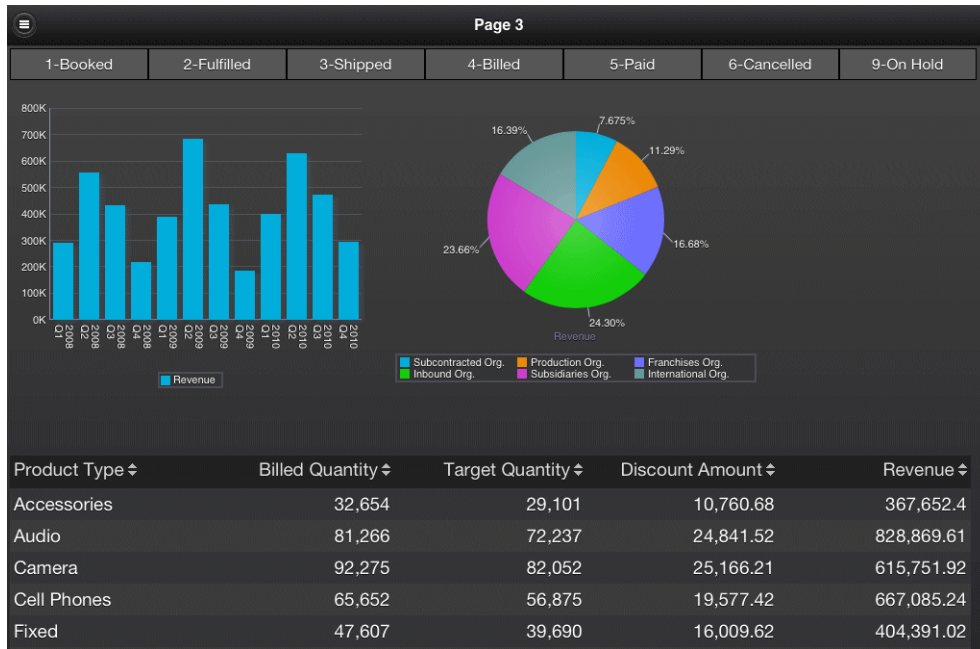 Page 3
1-Booked 2-Fulfilled 3-Shipped 4-Billed 5-Paid 6-Cancelled 9-On Hold
800K
700K
600K
500K
400K
300K
200K
100K
0K
2008 Q1
2008 Q2
2008 Q3
2008 Q4
2009 Q1
2009 Q2
2009 Q3
2009 Q4
2010 Q1
2010 Q2
2010 Q3
2010 Q4
Revenue
7.675%
11.29%
16.68%
24.30%
23.66%
16.39%
Revenue
Subcontracted Org. Production Org. Franchises Org.
Inbound Org. Subsidiaries Org. International Org.
Product Type Billed Quantity Target Quantity Discount Amount Revenue
Accessories 32,654 29,101 10,760.68 367,652.4
Audio 81,266 72,237 24,841.52 828,869.61
Camera 92,275 82,052 25,166.21 615,751.92
Cell Phones 65,652 56,875 19,577.42 667,085.24
Fixed 47,607 39,690 16,009.62 404,391.02